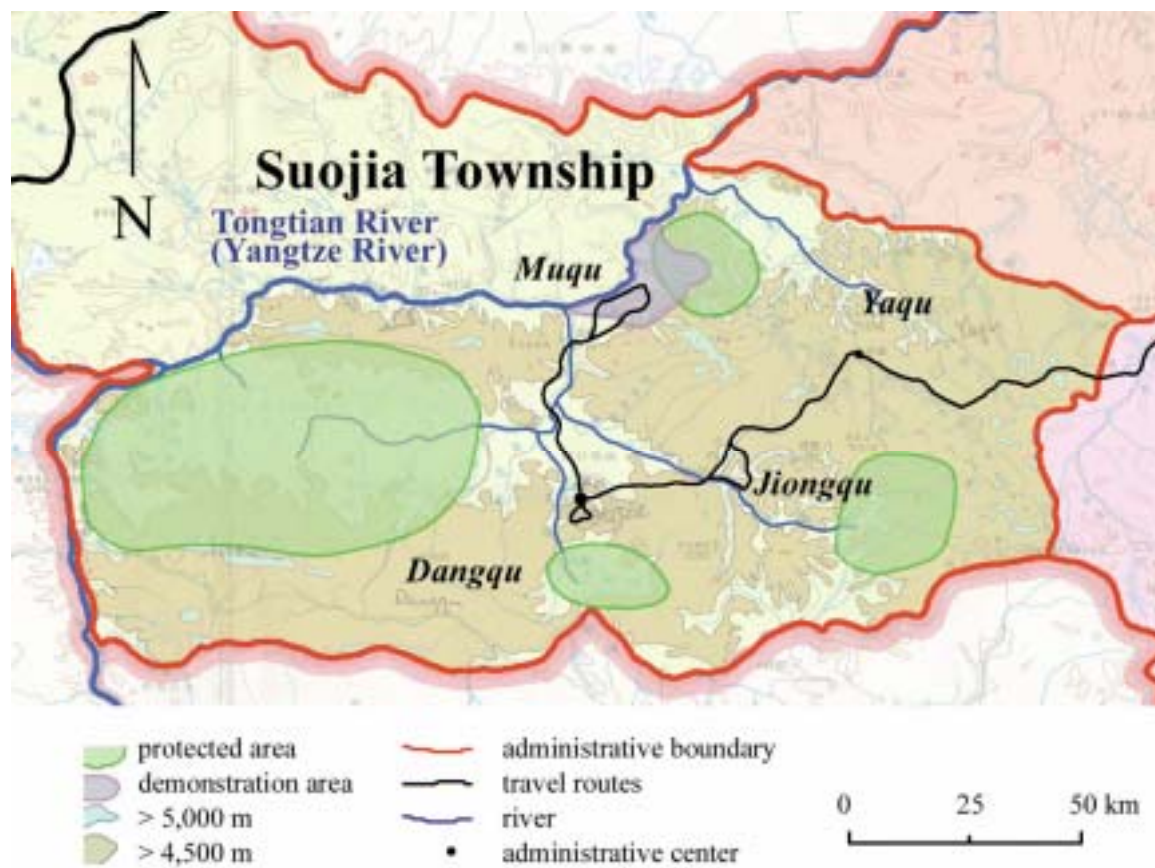 Suojia Township
N
Tongtian River
(Yangtze River)
Muqu
Yaqu
Jiongqu
Dangqu
protected area
demonstration area
> 5,000 m
> 4,500 m
administrative boundary
travel routes
river
administrative center
0 25 50 km